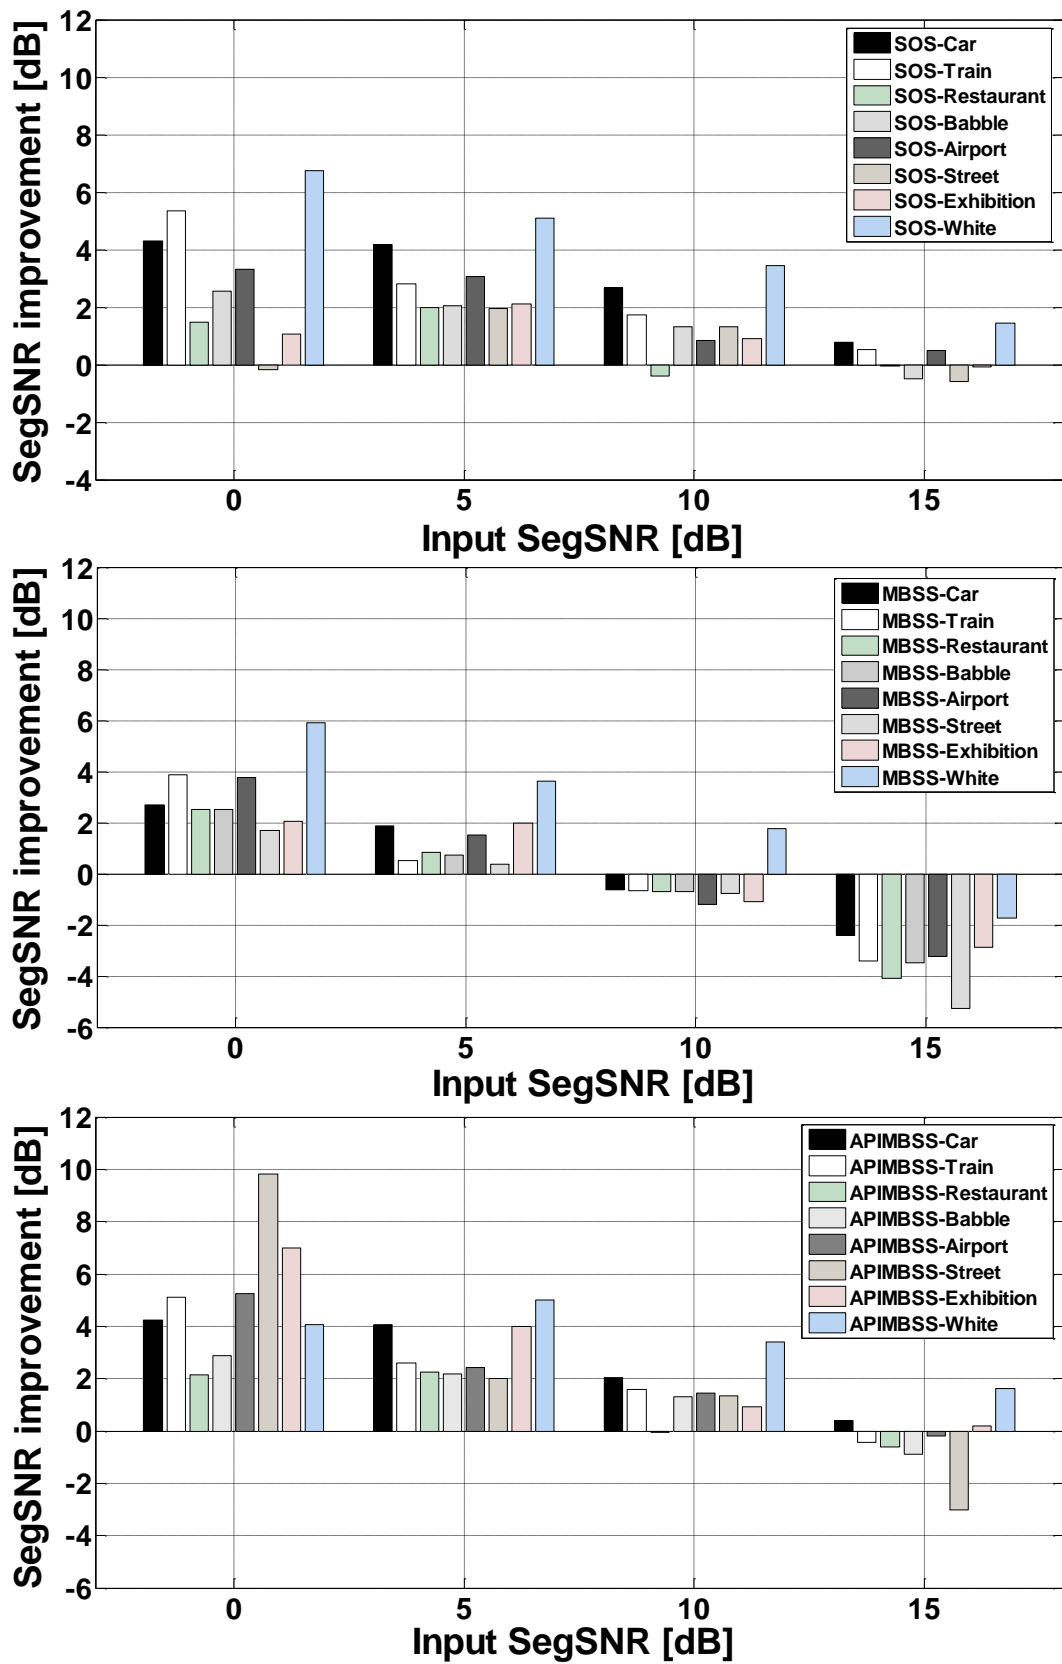 SegSNR improvement [dB]
12
10
8
6
4
2
0
-2
-4
SOS-Car
SOS-Train
SOS-Restaurant
SOS-Babble
SOS-Airport
SOS-Street
SOS-Exhibition
SOS-White
0 5 10 15
Input SegSNR [dB]
SegSNR improvement [dB]
12
10
8
6
4
2
0
-2
-4
-6
MBSS-Car
MBSS-Train
MBSS-Restaurant
MBSS-Babble
MBSS-Airport
MBSS-Street
MBSS-Exhibition
MBSS-White
0 5 10 15
Input SegSNR [dB]
SegSNR improvement [dB]
12
10
8
6
4
2
0
-2
-4
-6
APIMBSS-Car
APIMBSS-Train
APIMBSS-Restaurant
APIMBSS-Babble
APIMBSS-Airport
APIMBSS-Street
APIMBSS-Exhibition
APIMBSS-White
0 5 10 15
Input SegSNR [dB]